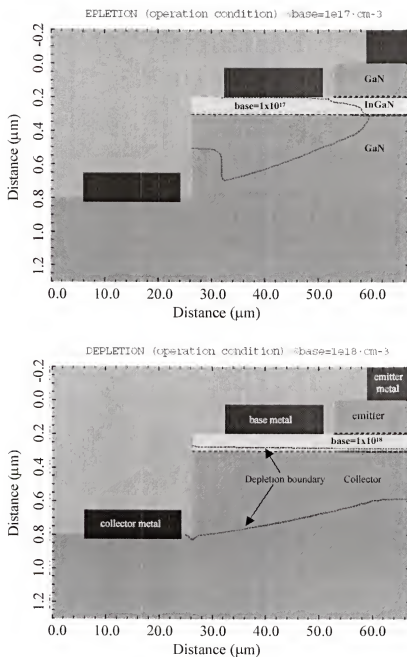 EPLETION (operation condition) @base=1e17·cm-3
-0.2
0.0
0.2
0.4
0.6
0.8
1.0
1.2
Distance (μm)
GaN
base=1x10¹⁷
InGaN
GaN
0.0 10.0 20.0 30.0 40.0 50.0 60.0
Distance (μm)
DEPLETION (operation condition) @base=1e18·cm-3
-0.2
0.0
0.2
0.4
0.6
0.8
1.0
1.2
Distance (μm)
emitter
metal
base metal
emitter
base=1x10¹⁸
Depletion boundary
Collector
collector metal
0.0 10.0 20.0 30.0 40.0 50.0 60.0
Distance (μm)